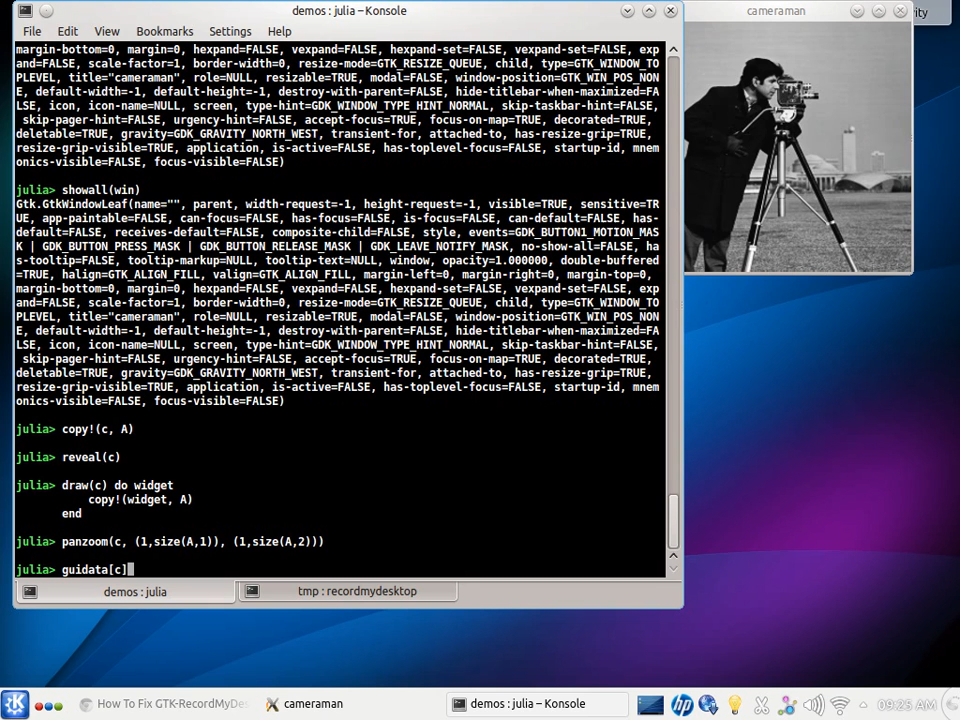 demos : julia – Konsole
cameraman
ity
File Edit View Bookmarks Settings Help
margin-bottom=0, margin=0, hexpand=FALSE, vexpand=FALSE, hexpand-set=FALSE, vexpand-set=FALSE, exp
and=FALSE, scale-factor=1, border-width=0, resize-mode=GTK_RESIZE_QUEUE, child, type=GTK_WINDOW_TO
PLEVEL, title="cameraman", role=NULL, resizable=TRUE, modal=FALSE, window-position=GTK_WIN_POS_NON
E, default-width=-1, default-height=-1, destroy-with-parent=FALSE, hide-titlebar-when-maximized=FA
LSE, icon, icon-name=NULL, screen, type-hint=GDK_WINDOW_TYPE_HINT_NORMAL, skip-taskbar-hint=FALSE,
skip-pager-hint=FALSE, urgency-hint=FALSE, accept-focus=TRUE, focus-on-map=TRUE, decorated=TRUE,
deletable=TRUE, gravity=GDK_GRAVITY_NORTH_WEST, transient-for, attached-to, has-resize-grip=TRUE,
resize-grip-visible=TRUE, application, is-active=FALSE, has-toplevel-focus=FALSE, startup-id, mnem
onics-visible=FALSE, focus-visible=FALSE)
julia> showall(win)
Gtk.GtkWindowLeaf(name="", parent, width-request=-1, height-request=-1, visible=TRUE, sensitive=TR
UE, app-paintable=FALSE, can-focus=FALSE, has-focus=FALSE, is-focus=FALSE, can-default=FALSE, has-
default=FALSE, receives-default=FALSE, composite-child=FALSE, style, events=GDK_BUTTON1_MOTION_MAS
K | GDK_BUTTON_PRESS_MASK | GDK_BUTTON_RELEASE_MASK | GDK_LEAVE_NOTIFY_MASK, no-show-all=FALSE, ha
s-tooltip=FALSE, tooltip-markup=NULL, tooltip-text=NULL, window, opacity=1.000000, double-buffered
=TRUE, halign=GTK_ALIGN_FILL, valign=GTK_ALIGN_FILL, margin-left=0, margin-right=0, margin-top=0,
margin-bottom=0, margin=0, hexpand=FALSE, vexpand=FALSE, hexpand-set=FALSE, vexpand-set=FALSE, exp
and=FALSE, scale-factor=1, border-width=0, resize-mode=GTK_RESIZE_QUEUE, child, type=GTK_WINDOW_TO
PLEVEL, title="cameraman", role=NULL, resizable=TRUE, modal=FALSE, window-position=GTK_WIN_POS_NON
E, default-width=-1, default-height=-1, destroy-with-parent=FALSE, hide-titlebar-when-maximized=FA
LSE, icon, icon-name=NULL, screen, type-hint=GDK_WINDOW_TYPE_HINT_NORMAL, skip-taskbar-hint=FALSE,
skip-pager-hint=FALSE, urgency-hint=FALSE, accept-focus=TRUE, focus-on-map=TRUE, decorated=TRUE,
deletable=TRUE, gravity=GDK_GRAVITY_NORTH_WEST, transient-for, attached-to, has-resize-grip=TRUE,
resize-grip-visible=TRUE, application, is-active=FALSE, has-toplevel-focus=FALSE, startup-id, mnem
onics-visible=FALSE, focus-visible=FALSE)
julia> copy!(c, A)
julia> reveal(c)
julia> draw(c) do widget
copy!(widget, A)
end
julia> panzoom(c, (1,size(A,1)), (1,size(A,2)))
julia> guidata[c]
demos : julia
tmp : recordmydesktop
How To Fix GTK-RecordMyDes
cameraman
demos : julia – Konsole
hp
09:25 AM